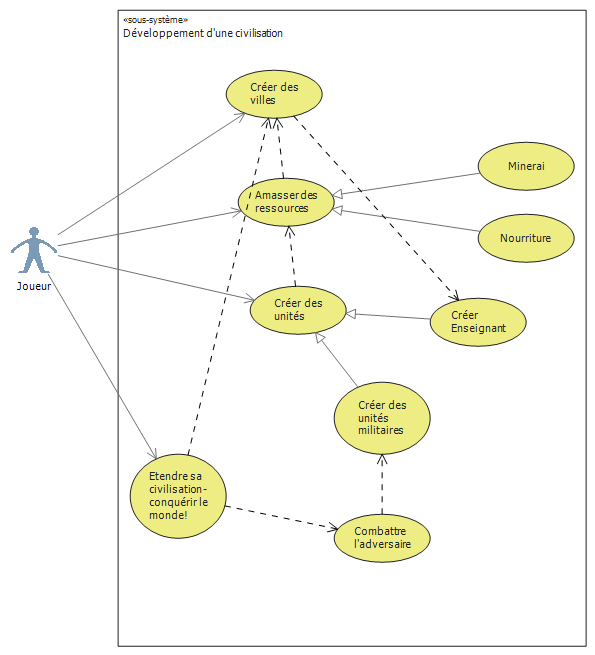 «sous-système»
Développement d'une civilisation
Créer des
villes
Minerai
Amasser des
ressources
Nourriture
Joueur
Créer des
unités
Créer
Enseignant
Créer des
unités
militaires
Etendre sa
civilisation-
conquérir le
monde!
Combattre
l'adversaire